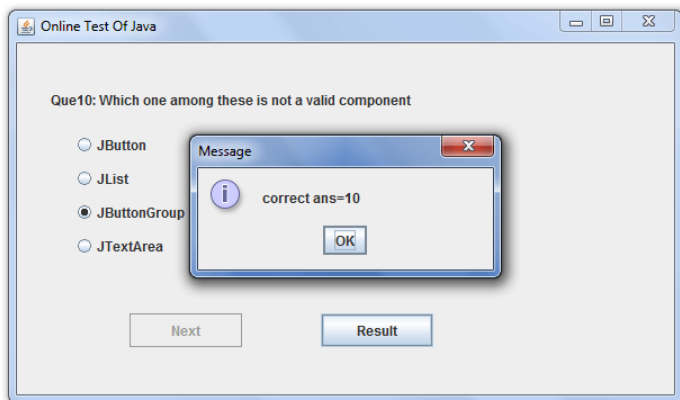 Online Test Of Java
Que10: Which one among these is not a valid component
JButton
JList
JButtonGroup
JTextArea
Message
correct ans=10
OK
Next
Result